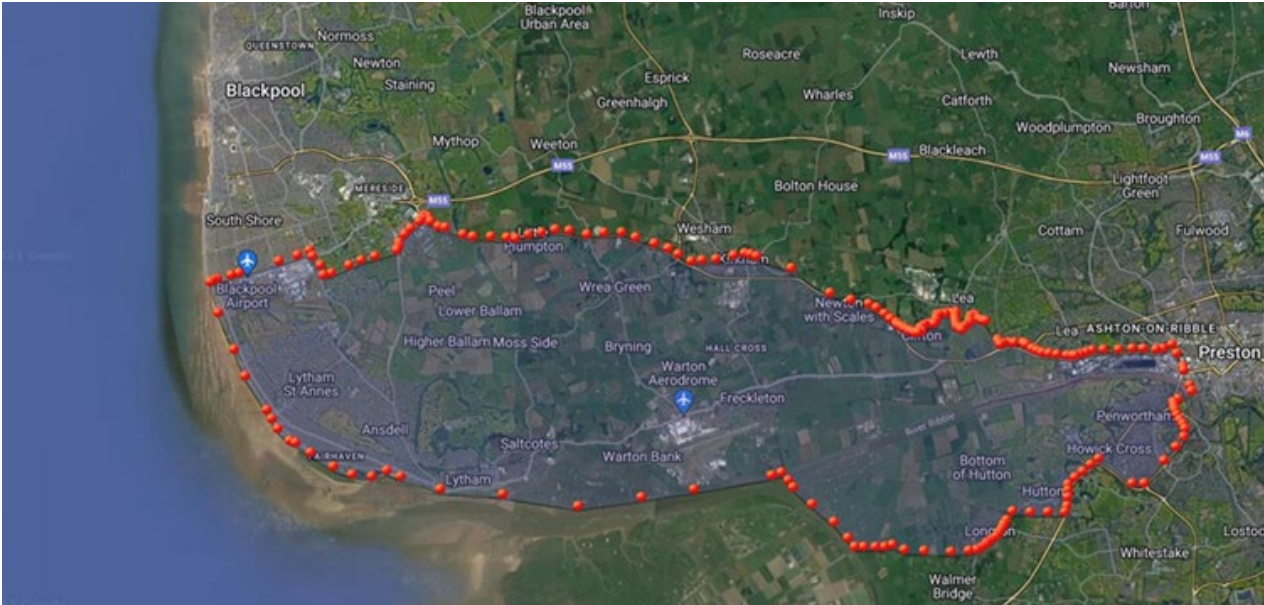 Blackpool
Urban Area
Inskip
Barton
Normoss
QUEENSTOWN
Newton
Roseacre
Lewth
Newsham
Esprick
Staining
Blackpool
Greenhalgh
Wharles
Catforth
Broughton
Woodplumpton
M6
Mythop
Weeton
M55
M55
Blackleach
M55
MERESIDE
M55
Bolton House
Lightfoot
Green
South Shore
Wesham
Cottam
Fulwood
Plumpton
Kirkham
Blackpool
Airport
Peel
Wrea Green
Newton
with Scales
Lea
Lower Ballam
Clifton
Lea
ASHTON-ON-RIBBLE
Higher Ballam
Moss Side
Bryning
HALL CROSS
Preston
Lytham
St Annes
Warton
Aerodrome
Freckleton
Penwortham
River Ribble
Ansdell
Saltcotes
Howick Cross
FAIRHAVEN
Warton Bank
Bottom
of Hutton
Lytham
Hutton
Longton
Whitestake
Walmer
Bridge